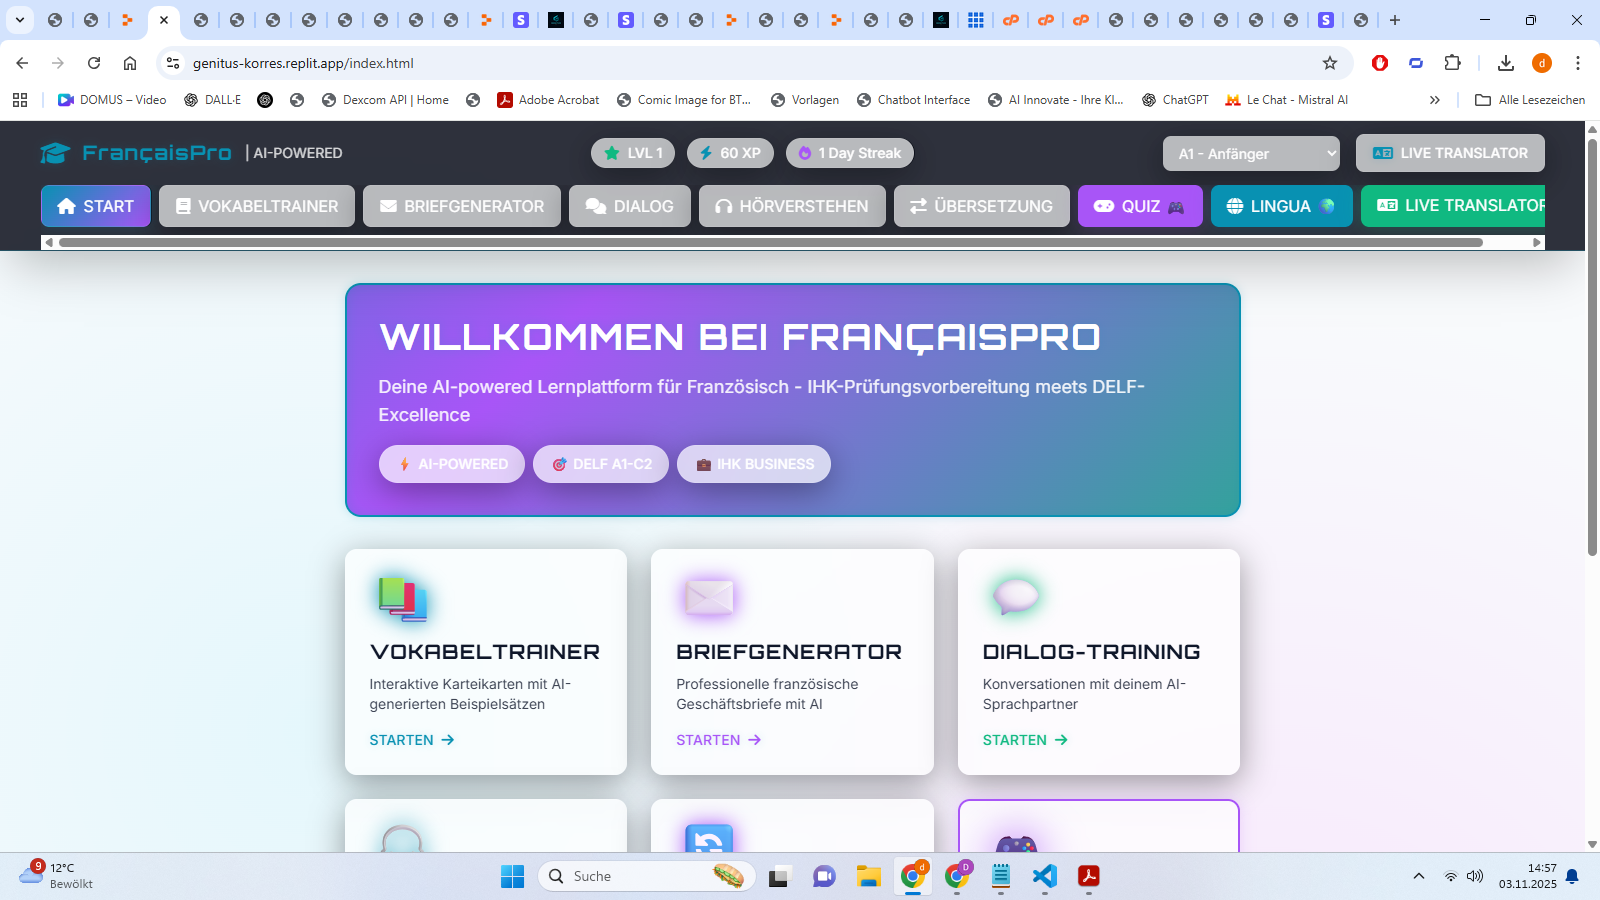 genitus-korres.replit.app/index.html
DOMUS – Video
DALL·E
Dexcom API | Home
Adobe Acrobat
Comic Image for BT...
Vorlagen
Chatbot Interface
AI Innovate - Ihre KI...
ChatGPT
Le Chat - Mistral AI
Alle Lesezeichen
FrançaisPro | AI-POWERED
LVL 1
60 XP
1 Day Streak
A1 - Anfänger
LIVE TRANSLATOR
START
VOKABELTRAINER
BRIEFGENERATOR
DIALOG
HÖRVERSTEHEN
ÜBERSETZUNG
QUIZ
LINGUA
LIVE TRANSLATOR
WILLKOMMEN BEI FRANÇAISPRO
Deine AI-powered Lernplattform für Französisch - IHK-Prüfungsvorbereitung meets DELF-
Excellence
AI-POWERED
DELF A1-C2
IHK BUSINESS
VOKABELTRAINER
Interaktive Karteikarten mit AI-
generierten Beispielsätzen
STARTEN
BRIEFGENERATOR
Professionelle französische
Geschäftsbriefe mit AI
STARTEN
DIALOG-TRAINING
Konversationen mit deinem AI-
Sprachpartner
STARTEN
9
12°C
Bewölkt
Suche
14:57
03.11.2025